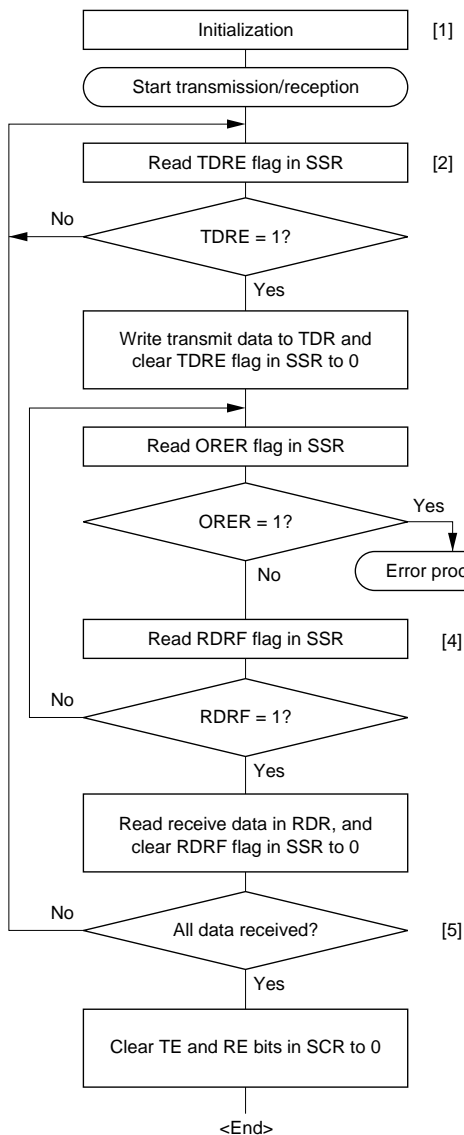 Initialization [1]
Start transmission/reception
Read TDRE flag in SSR [2]
No
TDRE = 1?
Yes
Write transmit data to TDR and
clear TDRE flag in SSR to 0
Read ORER flag in SSR
Yes
ORER = 1?
No
Error
Read RDRF flag in SSR [4]
No
RDRF = 1?
Yes
Read receive data in RDR, and
clear RDRF flag in SSR to 0
No
All data received? [5]
Yes
Clear TE and RE bits in SCR to 0
<End>